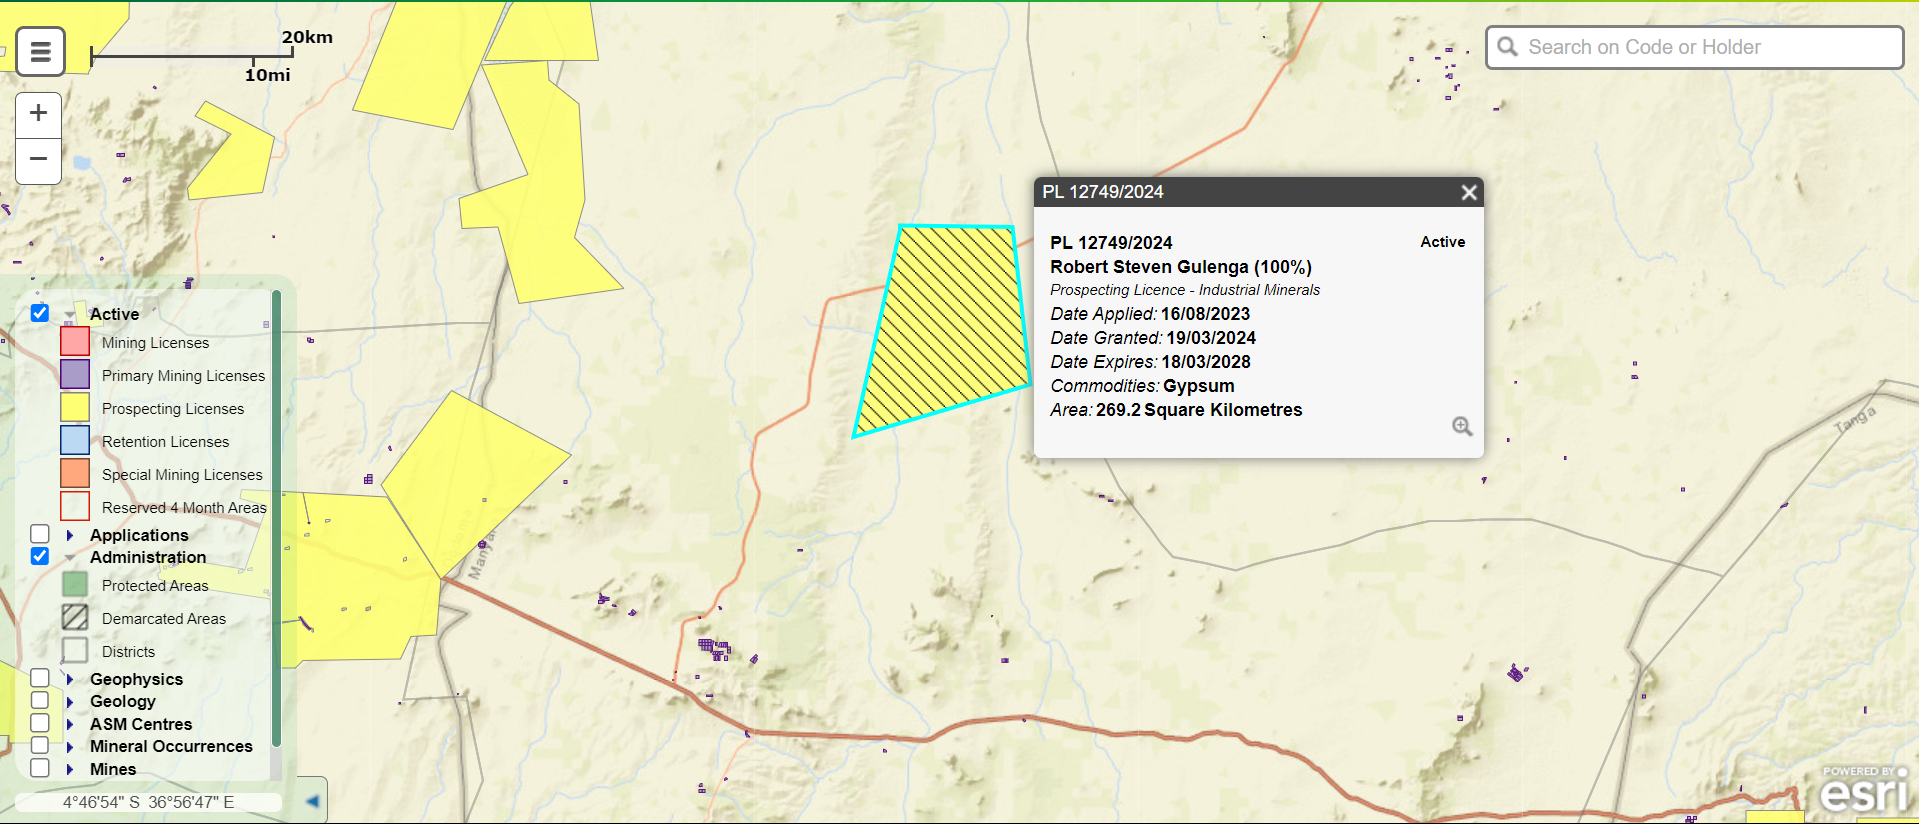 20km
10mi
Search on Code or Holder
+
−
PL 12749/2024
PL 12749/2024
Active
Robert Steven Gulenga (100%)
Prospecting Licence - Industrial Minerals
Date Applied: 16/08/2023
Date Granted: 19/03/2024
Date Expires: 18/03/2028
Commodities: Gypsum
Area: 269.2 Square Kilometres
Active
Mining Licenses
Primary Mining Licenses
Prospecting Licenses
Retention Licenses
Special Mining Licenses
Reserved 4 Month Areas
Applications
Administration
Protected Areas
Demarcated Areas
Districts
Geophysics
Geology
ASM Centres
Mineral Occurrences
Mines
4°46'54" S 36°56'47" E
Tanga
POWERED BY
esri